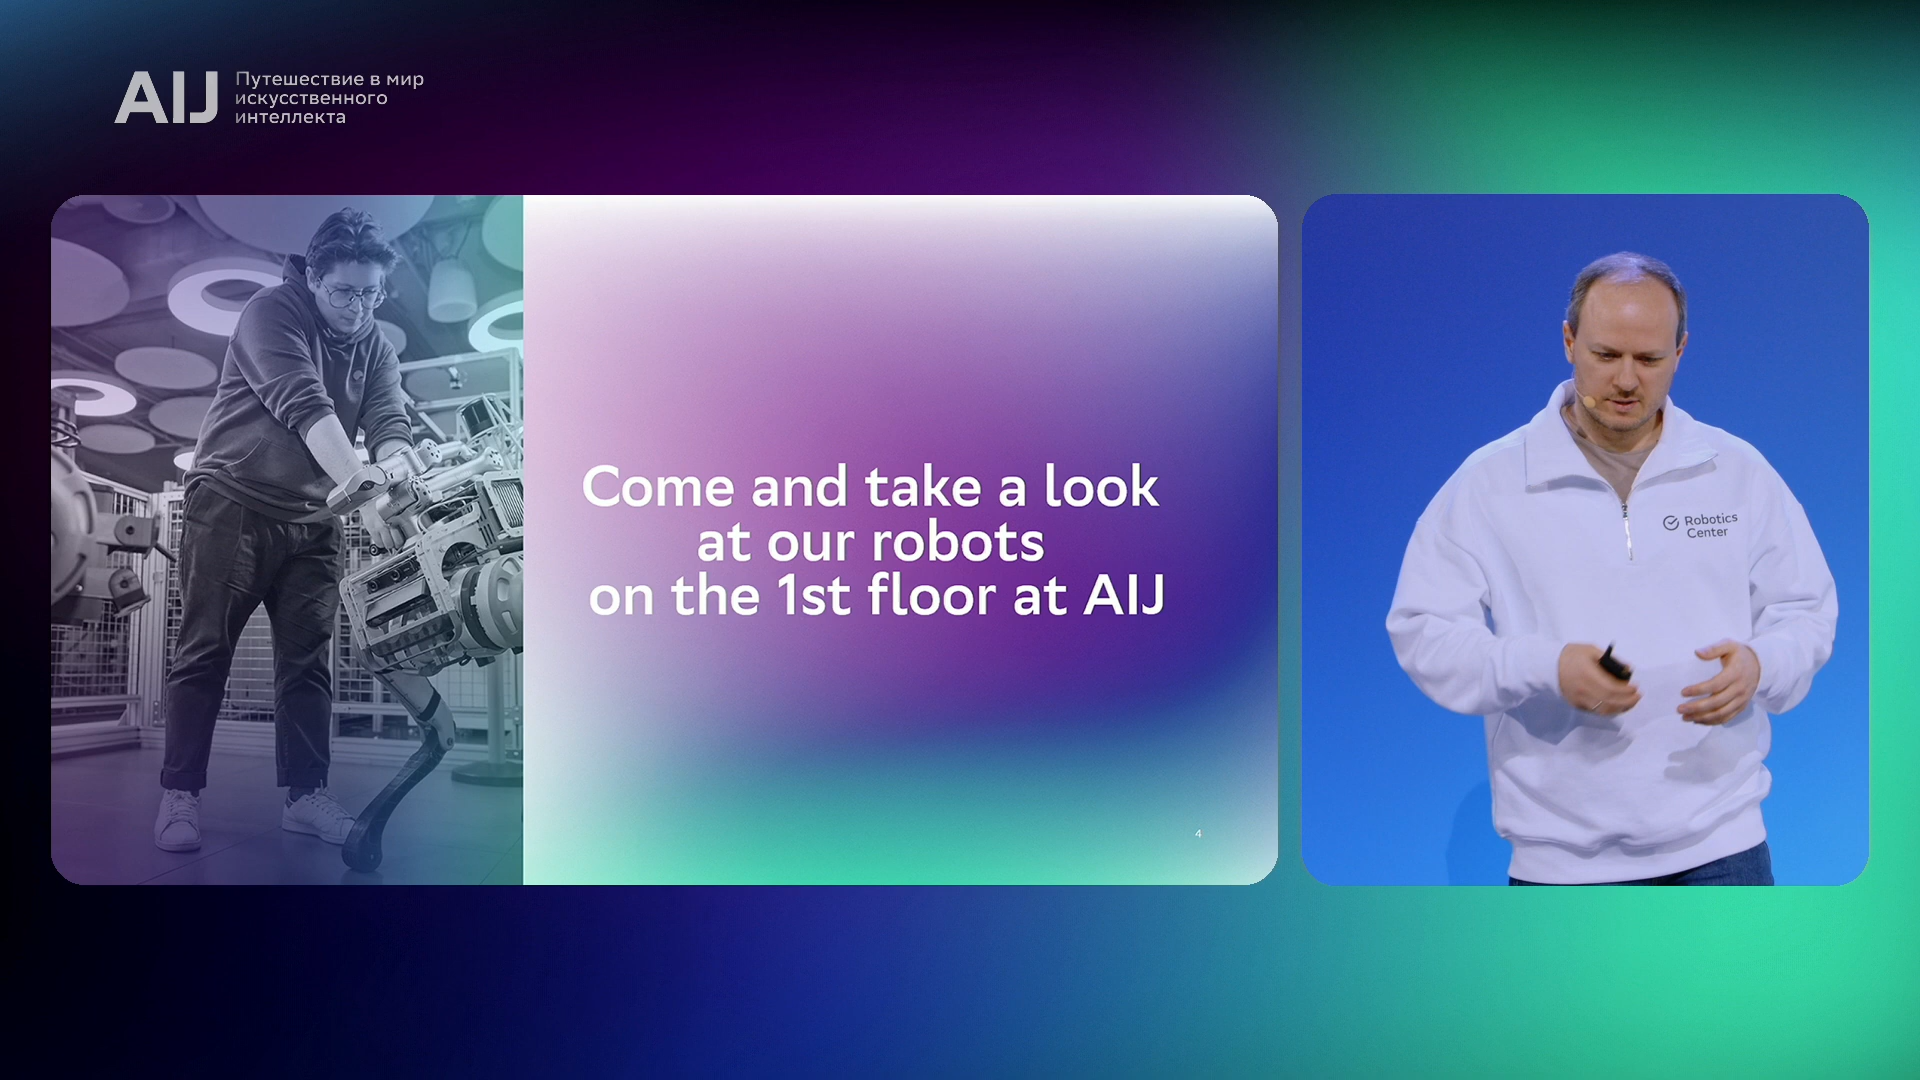 AIJ
Путешествие в мир
искусственного
интеллекта
Come and take a look
at our robots
on the 1st floor at AIJ
4
Robotics
Center